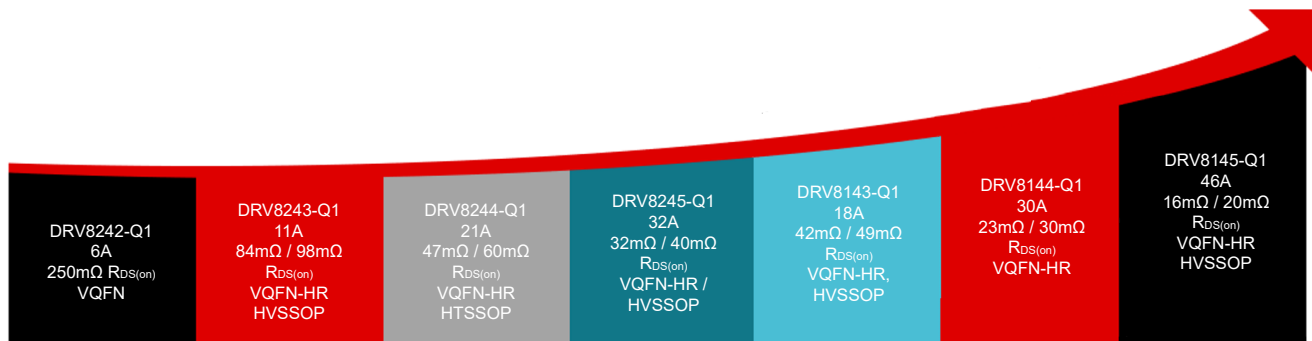 DRV8242-Q1
6A
250mΩ RDS(on)
VQFN
DRV8243-Q1
11A
84mΩ / 98mΩ
RDS(on)
VQFN-HR
HVSSOP
DRV8244-Q1
21A
47mΩ / 60mΩ
RDS(on)
VQFN-HR
HTSSOP
DRV8245-Q1
32A
32mΩ / 40mΩ
RDS(on)
VQFN-HR /
HVSSOP
DRV8143-Q1
18A
42mΩ / 49mΩ
RDS(on)
VQFN-HR,
HVSSOP
DRV8144-Q1
30A
23mΩ / 30mΩ
RDS(on)
VQFN-HR
DRV8145-Q1
46A
16mΩ / 20mΩ
RDS(on)
VQFN-HR
HVSSOP